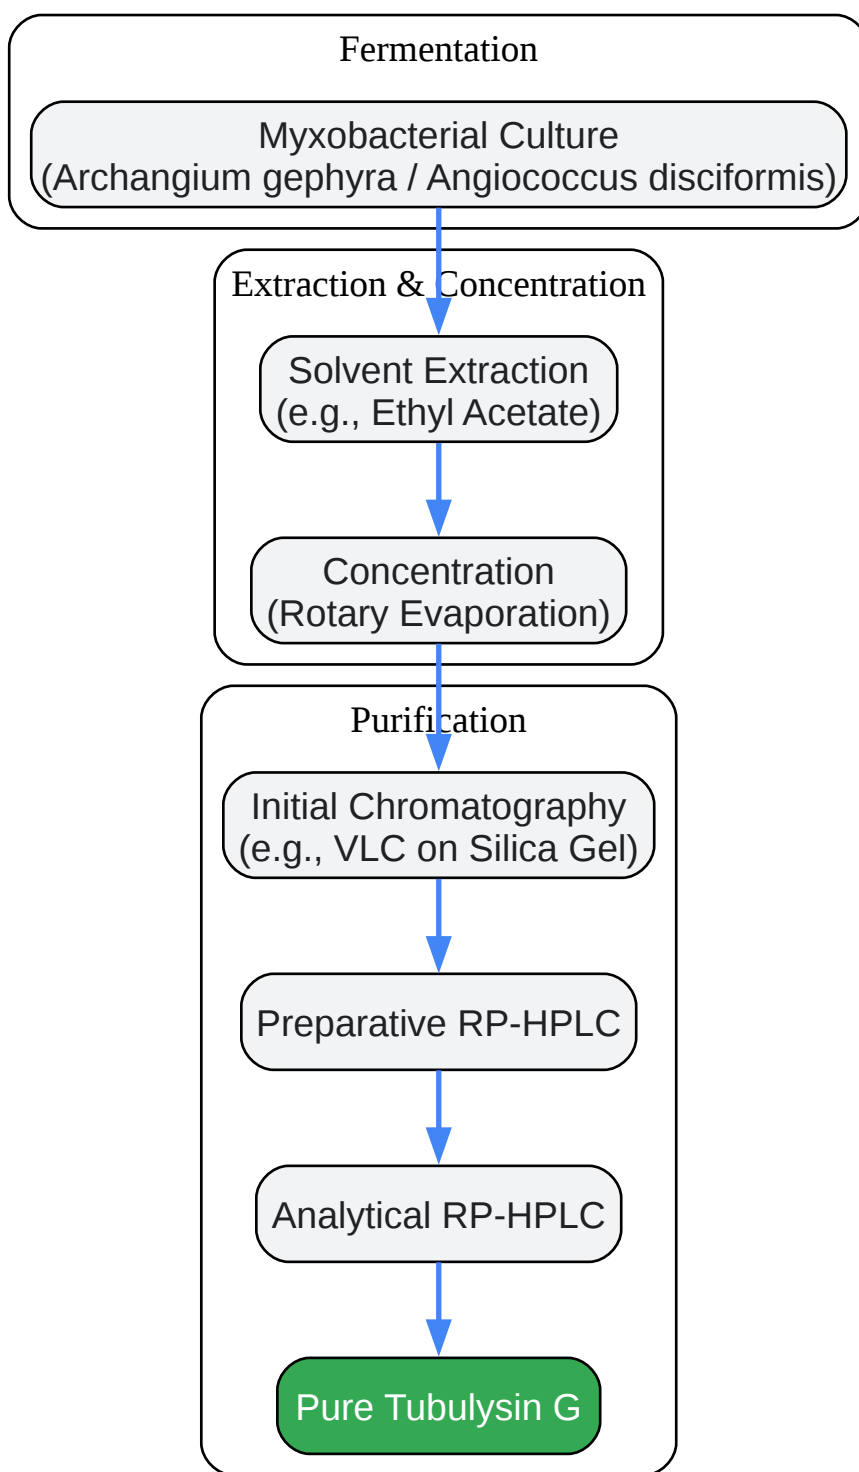 Fermentation
Myxobacterial Culture
(Archangium gephyra / Angiococcus disciformis)
Extraction & Concentration
Solvent Extraction
(e.g., Ethyl Acetate)
Concentration
(Rotary Evaporation)
Purification
Initial Chromatography
(e.g., VLC on Silica Gel)
Preparative RP-HPLC
Analytical RP-HPLC
Pure Tubulysin G